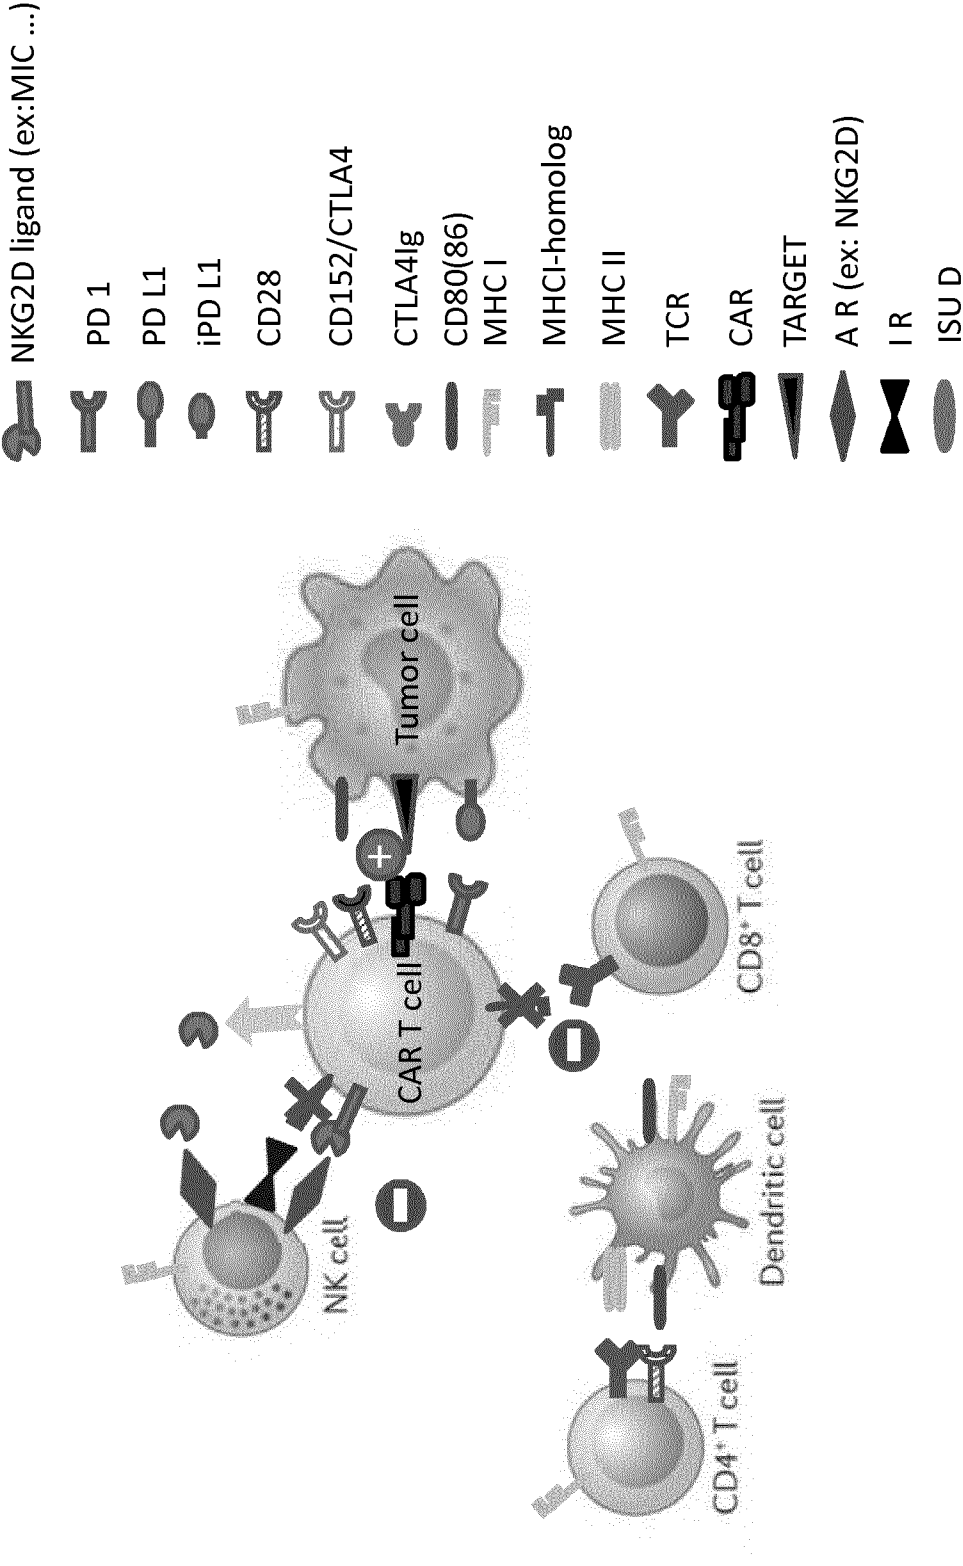 NKG2D ligand (ex:MIC ...)
PD 1
PD L1
iPD L1
CD28
CD152/CTLA4
CTLA4Ig
CD80(86)
MHC I
MHCI-homolog
MHC II
TCR
CAR
TARGET
A R (ex: NKG2D)
I R
ISU D
Tumor cell
+
CAR T cell
NK cell
CD8⁺ T cell
Dendritic cell
CD4⁺ T cell